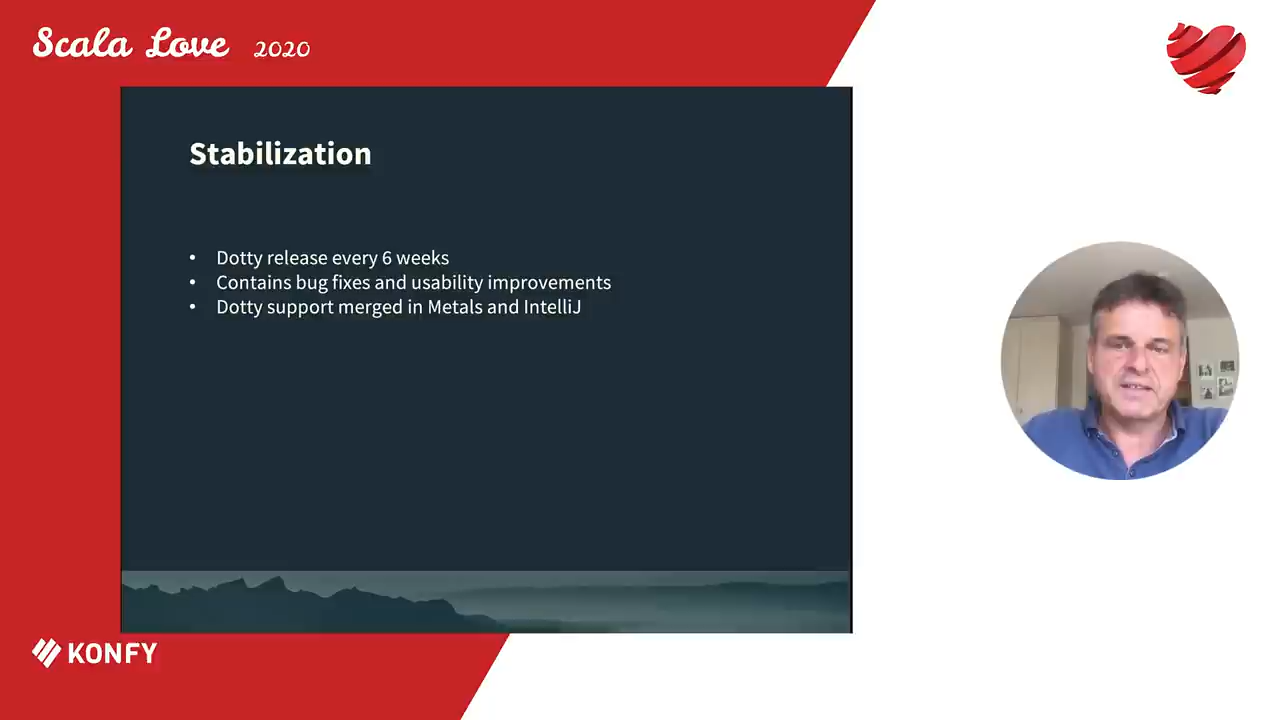 Scala Love 2020
Stabilization
• Dotty release every 6 weeks
• Contains bug fixes and usability improvements
• Dotty support merged in Metals and IntelliJ
KONFY